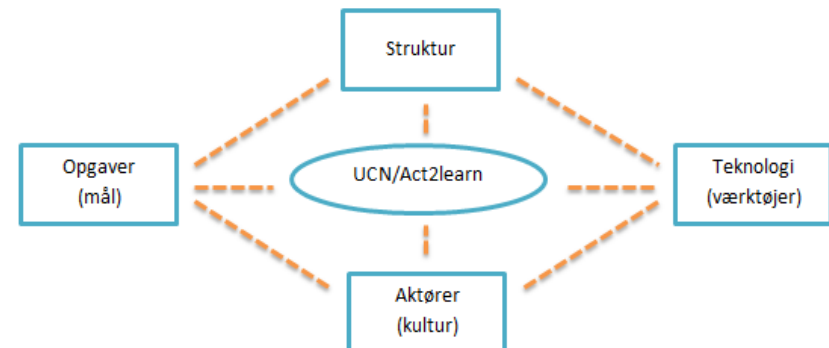 Struktur
Opgaver
(mål)
UCN/Act2learn
Teknologi
(værktøjer)
Aktører
(kultur)